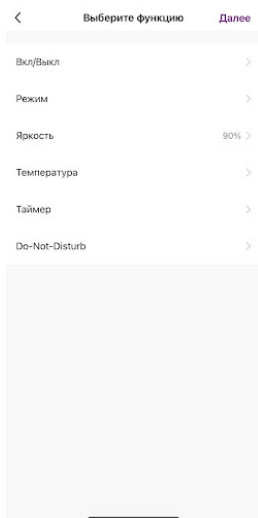 Выберите функцию Далее
Вкл/Выкл
Режим
Яркость 90%
Температура
Таймер
Do-Not-Disturb